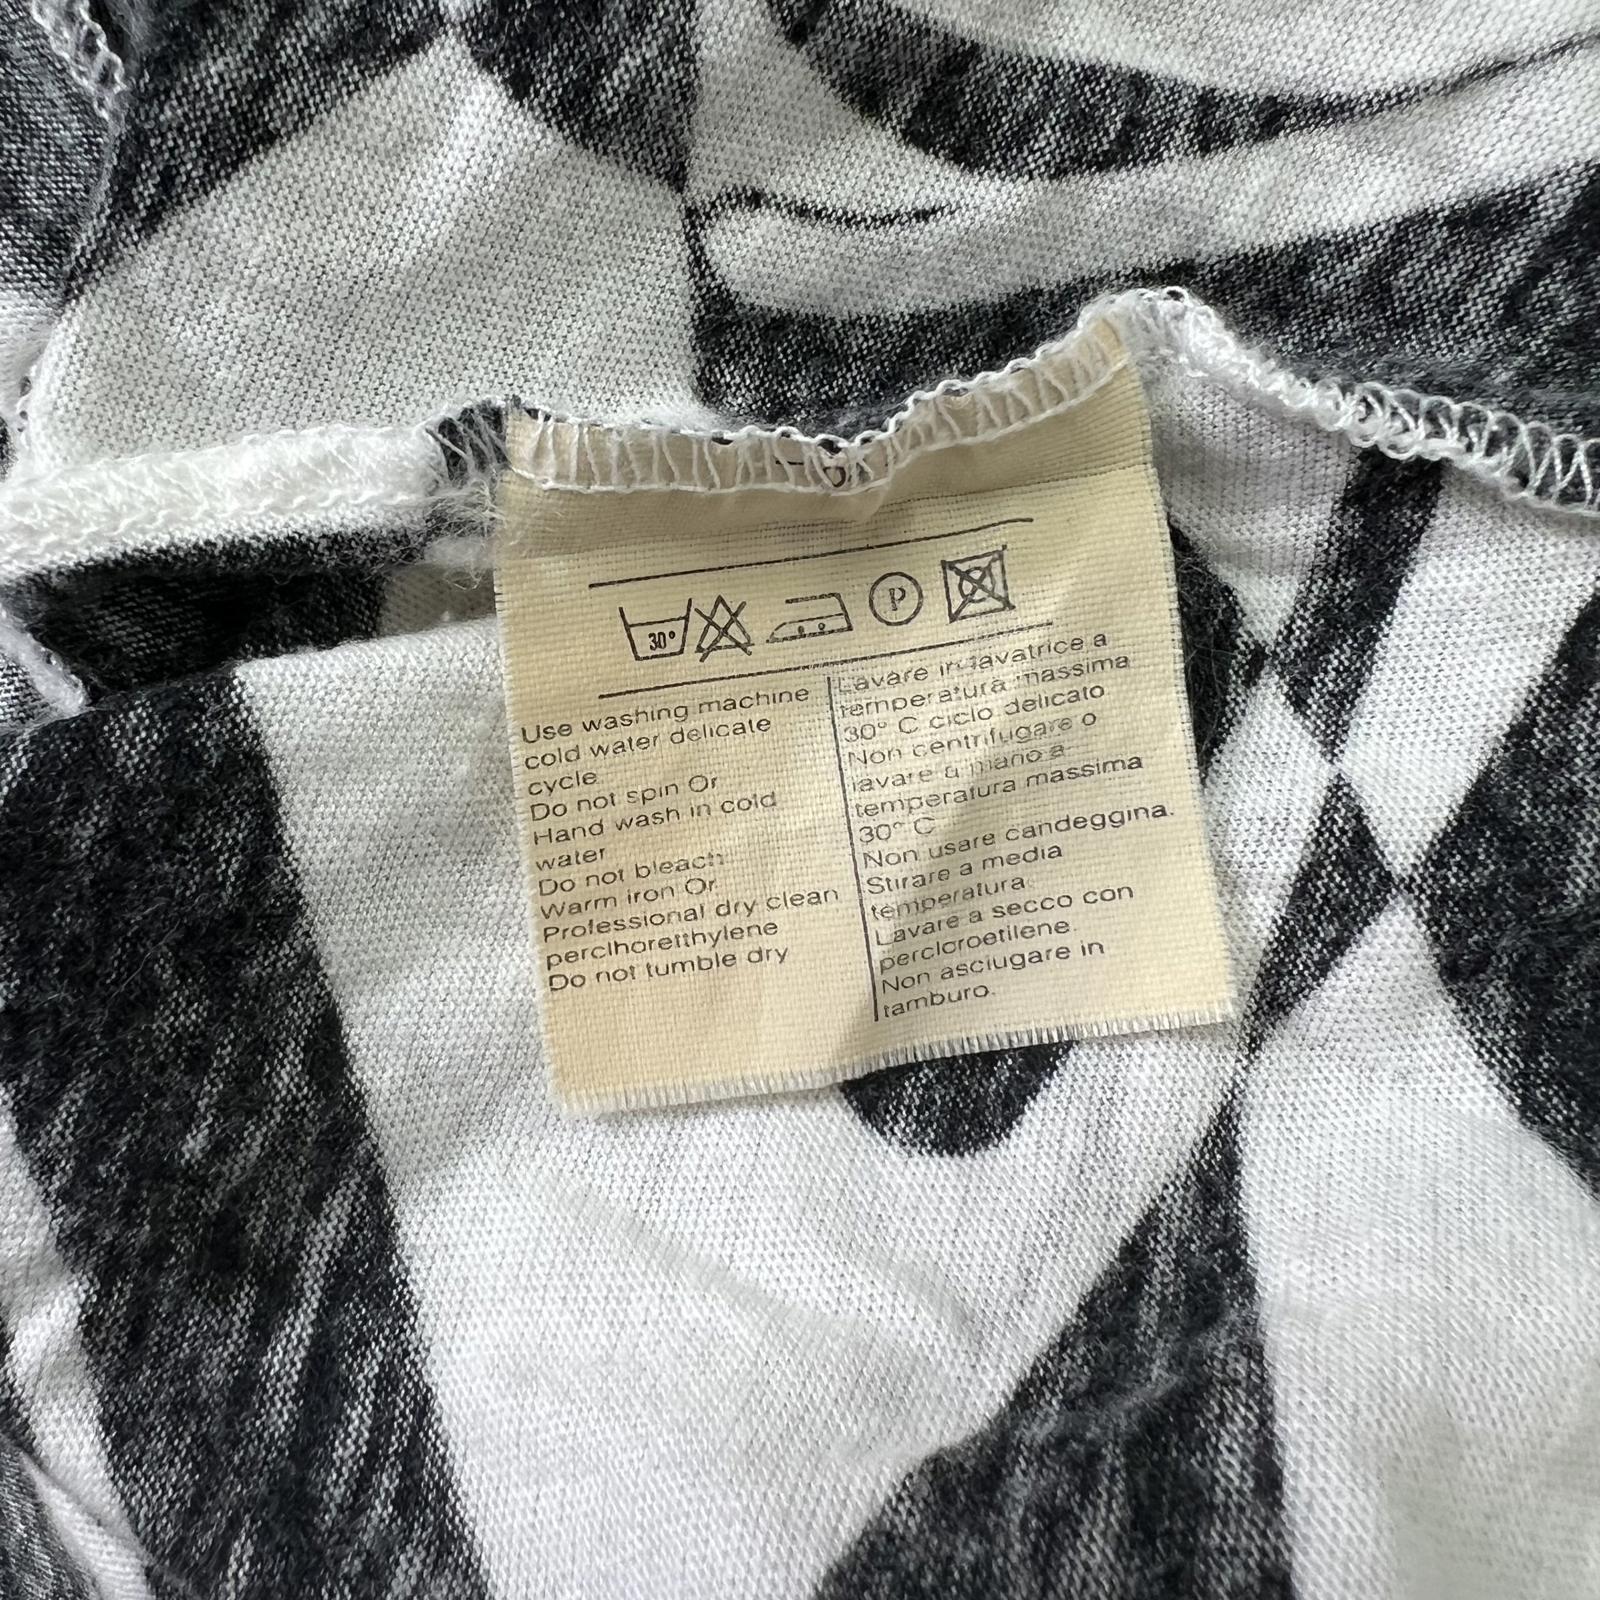 30°
P
Use washing machine
cold water delicate
cycle
Do not spin Or
Hand wash in cold
water
Do not bleach
Warm iron Or
Professional dry clean
perclhoretthylene
Do not tumble dry
Lavare in lavatrice a
temperatura massima
30° C ciclo delicato
Non centrifugare o
lavare a mano a
temperatura massima
30° C
Non usare candeggina.
Stirare a media
temperatura
Lavare a secco con
percloroetilene.
Non asciugare in
tamburo.